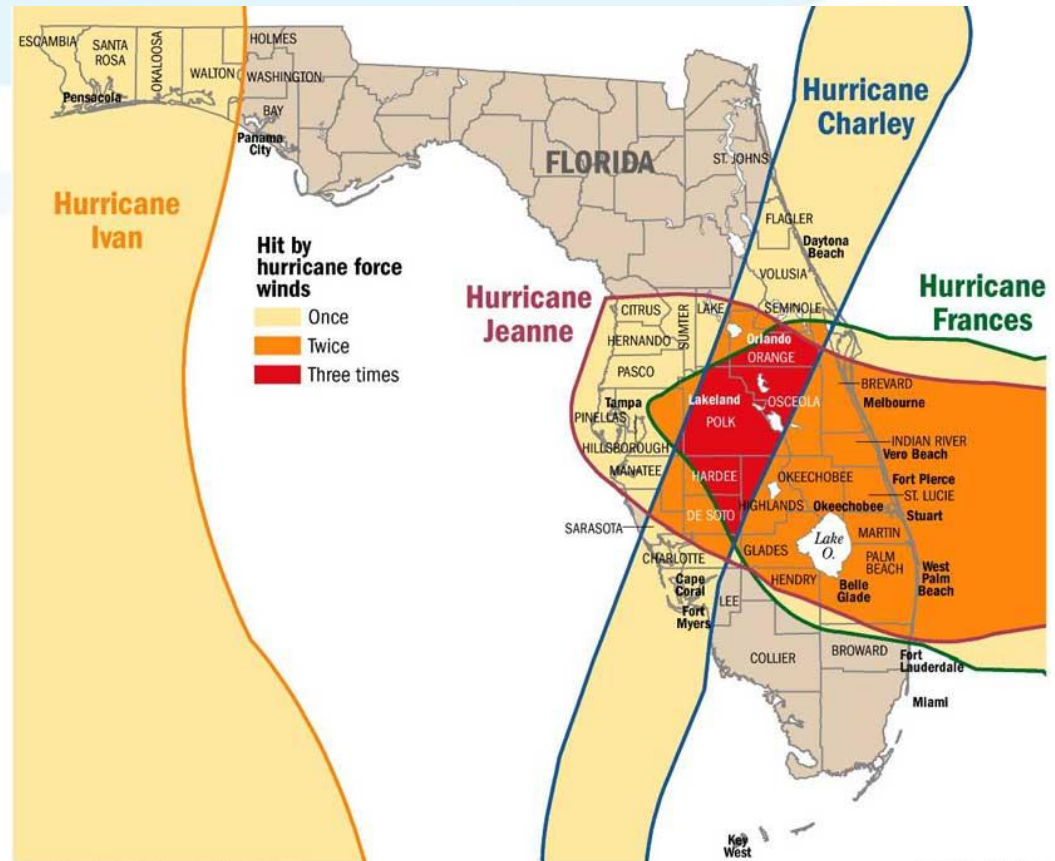 ESCAMBIA
SANTA
ROSA
OKALOOSA
WALTON
HOLMES
WASHINGTON
BAY
Pensacola
Panama
City
Hurricane
Ivan
FLORIDA
Hurricane
Charley
ST. JOHNS
FLAGLER
Daytona
Beach
VOLUSIA
Hit by
hurricane force
winds
Once
Twice
Three times
Hurricane
Jeanne
Hurricane
Frances
CITRUS
SUMTER
LAKE
SEMINOLE
HERNANDO
Orlando
ORANGE
PASCO
BREVARD
Melbourne
Tampa
Lakeland
OSCEOLA
PINELLAS
POLK
HILLSBOROUGH
INDIAN RIVER
Vero Beach
MANATEE
HARDEE
OKEECHOBEE
Fort Pierce
ST. LUCIE
HIGHLANDS
Okeechobee
Stuart
DE SOTO
SARASOTA
Lake
O.
MARTIN
CHARLOTTE
GLADES
PALM
BEACH
West
Palm
Beach
Cape
Coral
HENDRY
Belle
Glade
LEE
Fort
Myers
COLLIER
BROWARD
Fort
Lauderdale
Miami
Key
West